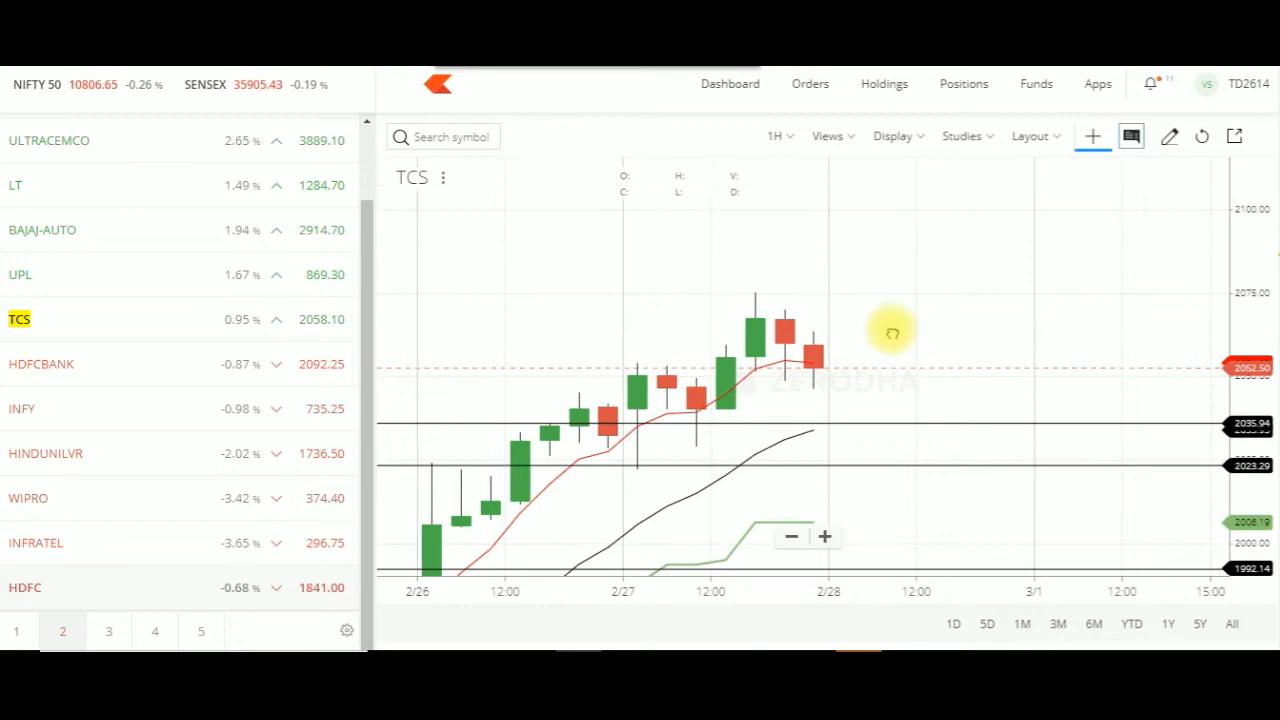 NIFTY 50 10806.65 -0.26 % SENSEX 35905.43 -0.19 % Dashboard Orders Holdings Positions Funds Apps 11 VS TD2614
ULTRACEMCO 2.65 % 3889.10
LT 1.49 % 1284.70
BAJAJ-AUTO 1.94 % 2914.70
UPL 1.67 % 869.30
TCS 0.95 % 2058.10
HDFCBANK -0.87 % 2092.25
INFY -0.98 % 735.25
HINDUNILVR -2.02 % 1736.50
WIPRO -3.42 % 374.40
INFRATEL -3.65 % 296.75
HDFC -0.68 % 1841.00
1 2 3 4 5
Search symbol 1H Views Display Studies Layout
TCS O: H: V:
C: L: D:
2100.00
2075.00
2052.50
ZERODHA
2035.94
2023.29
2006.19
2000.00
1992.14
2/26 12:00 2/27 12:00 2/28 12:00 3/1 12:00 15:00
1D 5D 1M 3M 6M YTD 1Y 5Y All